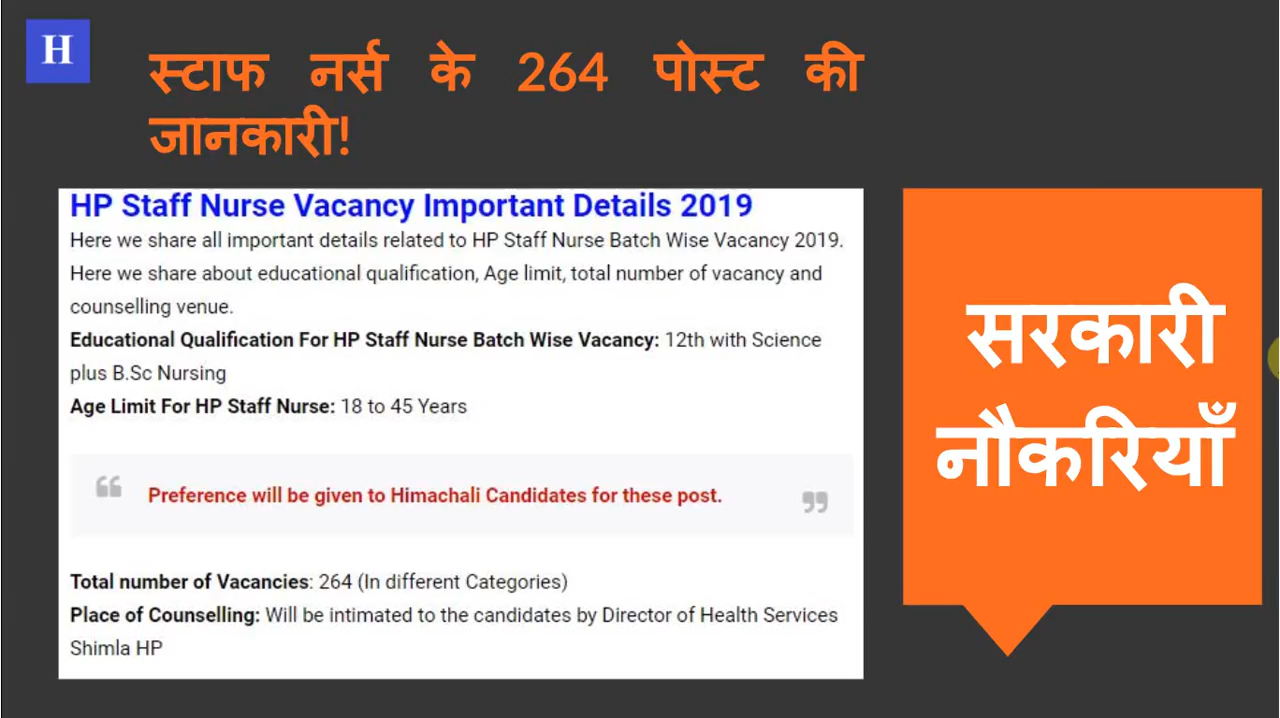 H
स्टाफ नर्स के 264 पोस्ट की
जानकारी!
HP Staff Nurse Vacancy Important Details 2019
Here we share all important details related to HP Staff Nurse Batch Wise Vacancy 2019.
Here we share about educational qualification, Age limit, total number of vacancy and
counselling venue.
Educational Qualification For HP Staff Nurse Batch Wise Vacancy: 12th with Science
plus B.Sc Nursing
Age Limit For HP Staff Nurse: 18 to 45 Years
“ Preference will be given to Himachali Candidates for these post. ”
Total number of Vacancies: 264 (In different Categories)
Place of Counselling: Will be intimated to the candidates by Director of Health Services
Shimla HP
सरकारी
नौकरियाँ